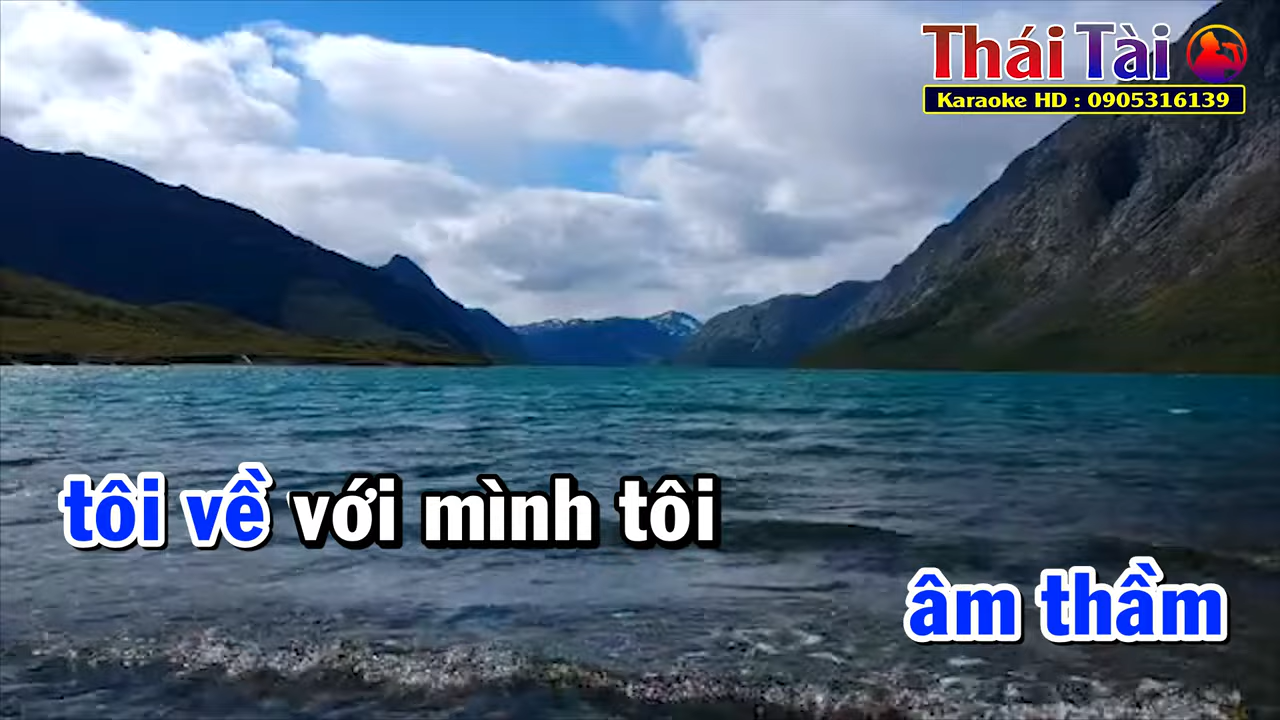 Thái Tài
Karaoke HD : 0905316139
tôi về với mình tôi
âm thầm